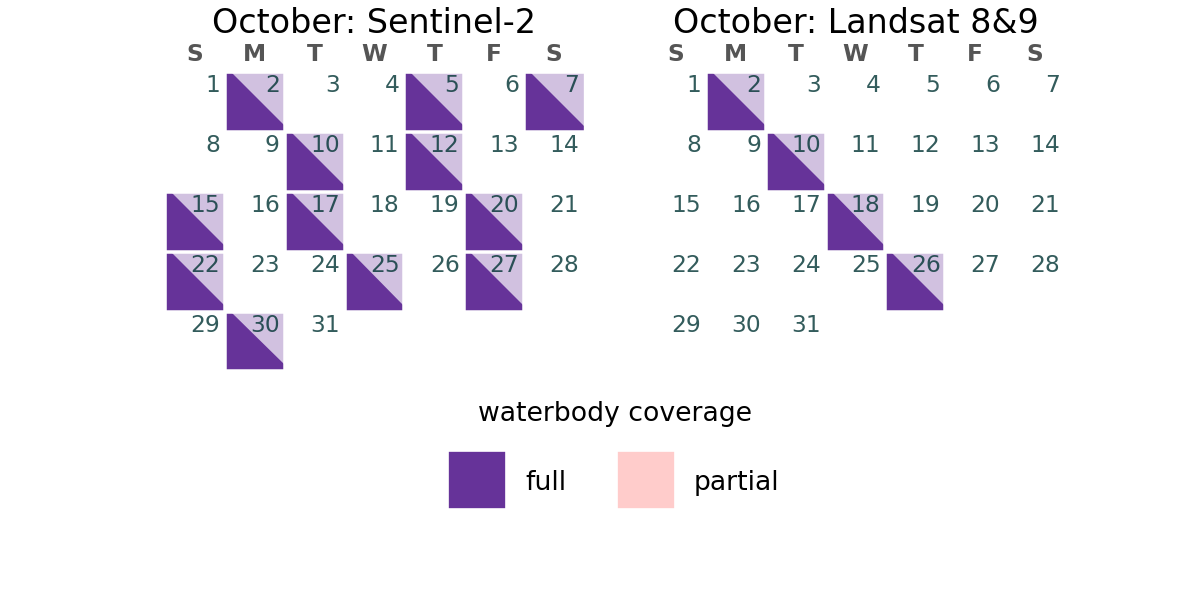 October: Sentinel-2
S M T W T F S
1 2 3 4 5 6 7
8 9 10 11 12 13 14
15 16 17 18 19 20 21
22 23 24 25 26 27 28
29 30 31
October: Landsat 8&9
S M T W T F S
1 2 3 4 5 6 7
8 9 10 11 12 13 14
15 16 17 18 19 20 21
22 23 24 25 26 27 28
29 30 31
waterbody coverage
full partial